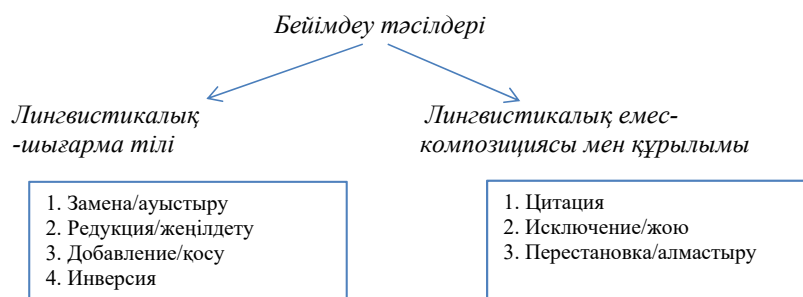 Бейімдеу тәсілдері
Лингвистикалық
-шығарма тілі
Лингвистикалық емес-
композициясы мен құрылымы
1. Замена/ауыстыру
2. Редукция/жеңілдету
3. Добавление/қосу
4. Инверсия
1. Цитация
2. Исключение/жою
3. Перестановка/алмастыру